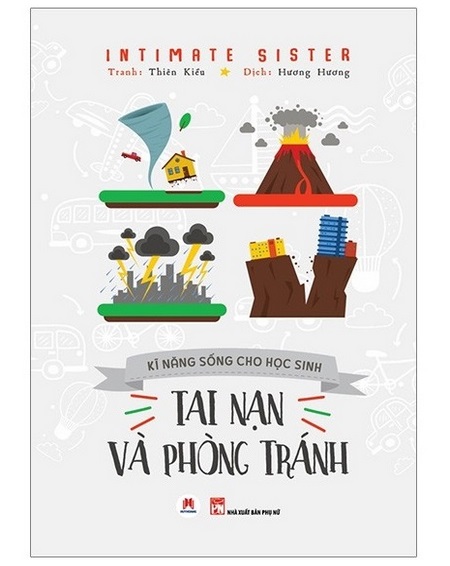 INTIMATE SISTER
Tranh: Thiên Kiều ★ Dịch: Hương Hương
KĨ NĂNG SỐNG CHO HỌC SINH
TAI NẠN
VÀ PHÒNG TRÁNH
HUYHOANG
NHÀ XUẤT BẢN PHỤ NỮ